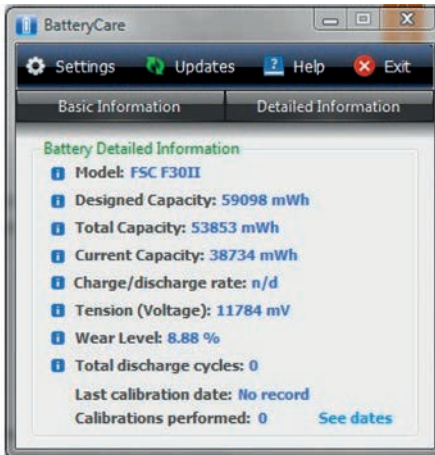 BatteryCare
Settings Updates Help Exit
Basic Information Detailed Information
Battery Detailed Information
Model: FSC F30II
Designed Capacity: 59098 mWh
Total Capacity: 53853 mWh
Current Capacity: 38734 mWh
Charge/discharge rate: n/d
Tension (Voltage): 11784 mV
Wear Level: 8.88 %
Total discharge cycles: 0
Last calibration date: No record
Calibrations performed: 0 See dates